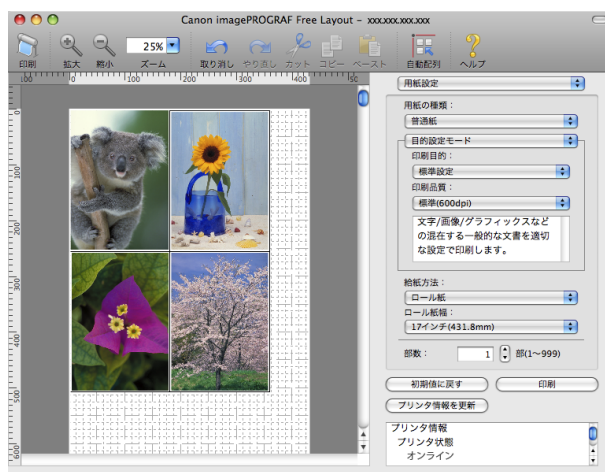 Canon imagePROGRAF Free Layout – xxx.xxx.xxx.xxx
25%
印刷 拡大 縮小 ズーム 取り消し やり直し カット コピー ペースト 自動配列 ヘルプ
100 0 100 200 300 400 50
0
100
200
300
400
500
600
用紙設定
用紙の種類：
普通紙
目的設定モード
印刷目的：
標準設定
印刷品質：
標準(600dpi)
文字/画像/グラフィックスなど
の混在する一般的な文書を適切
な設定で印刷します。
給紙方法：
ロール紙
ロール紙幅：
17インチ(431.8mm)
部数： 1 部(1〜999)
初期値に戻す 印刷
プリンタ情報を更新
プリンタ情報
プリンタ状態
オンライン